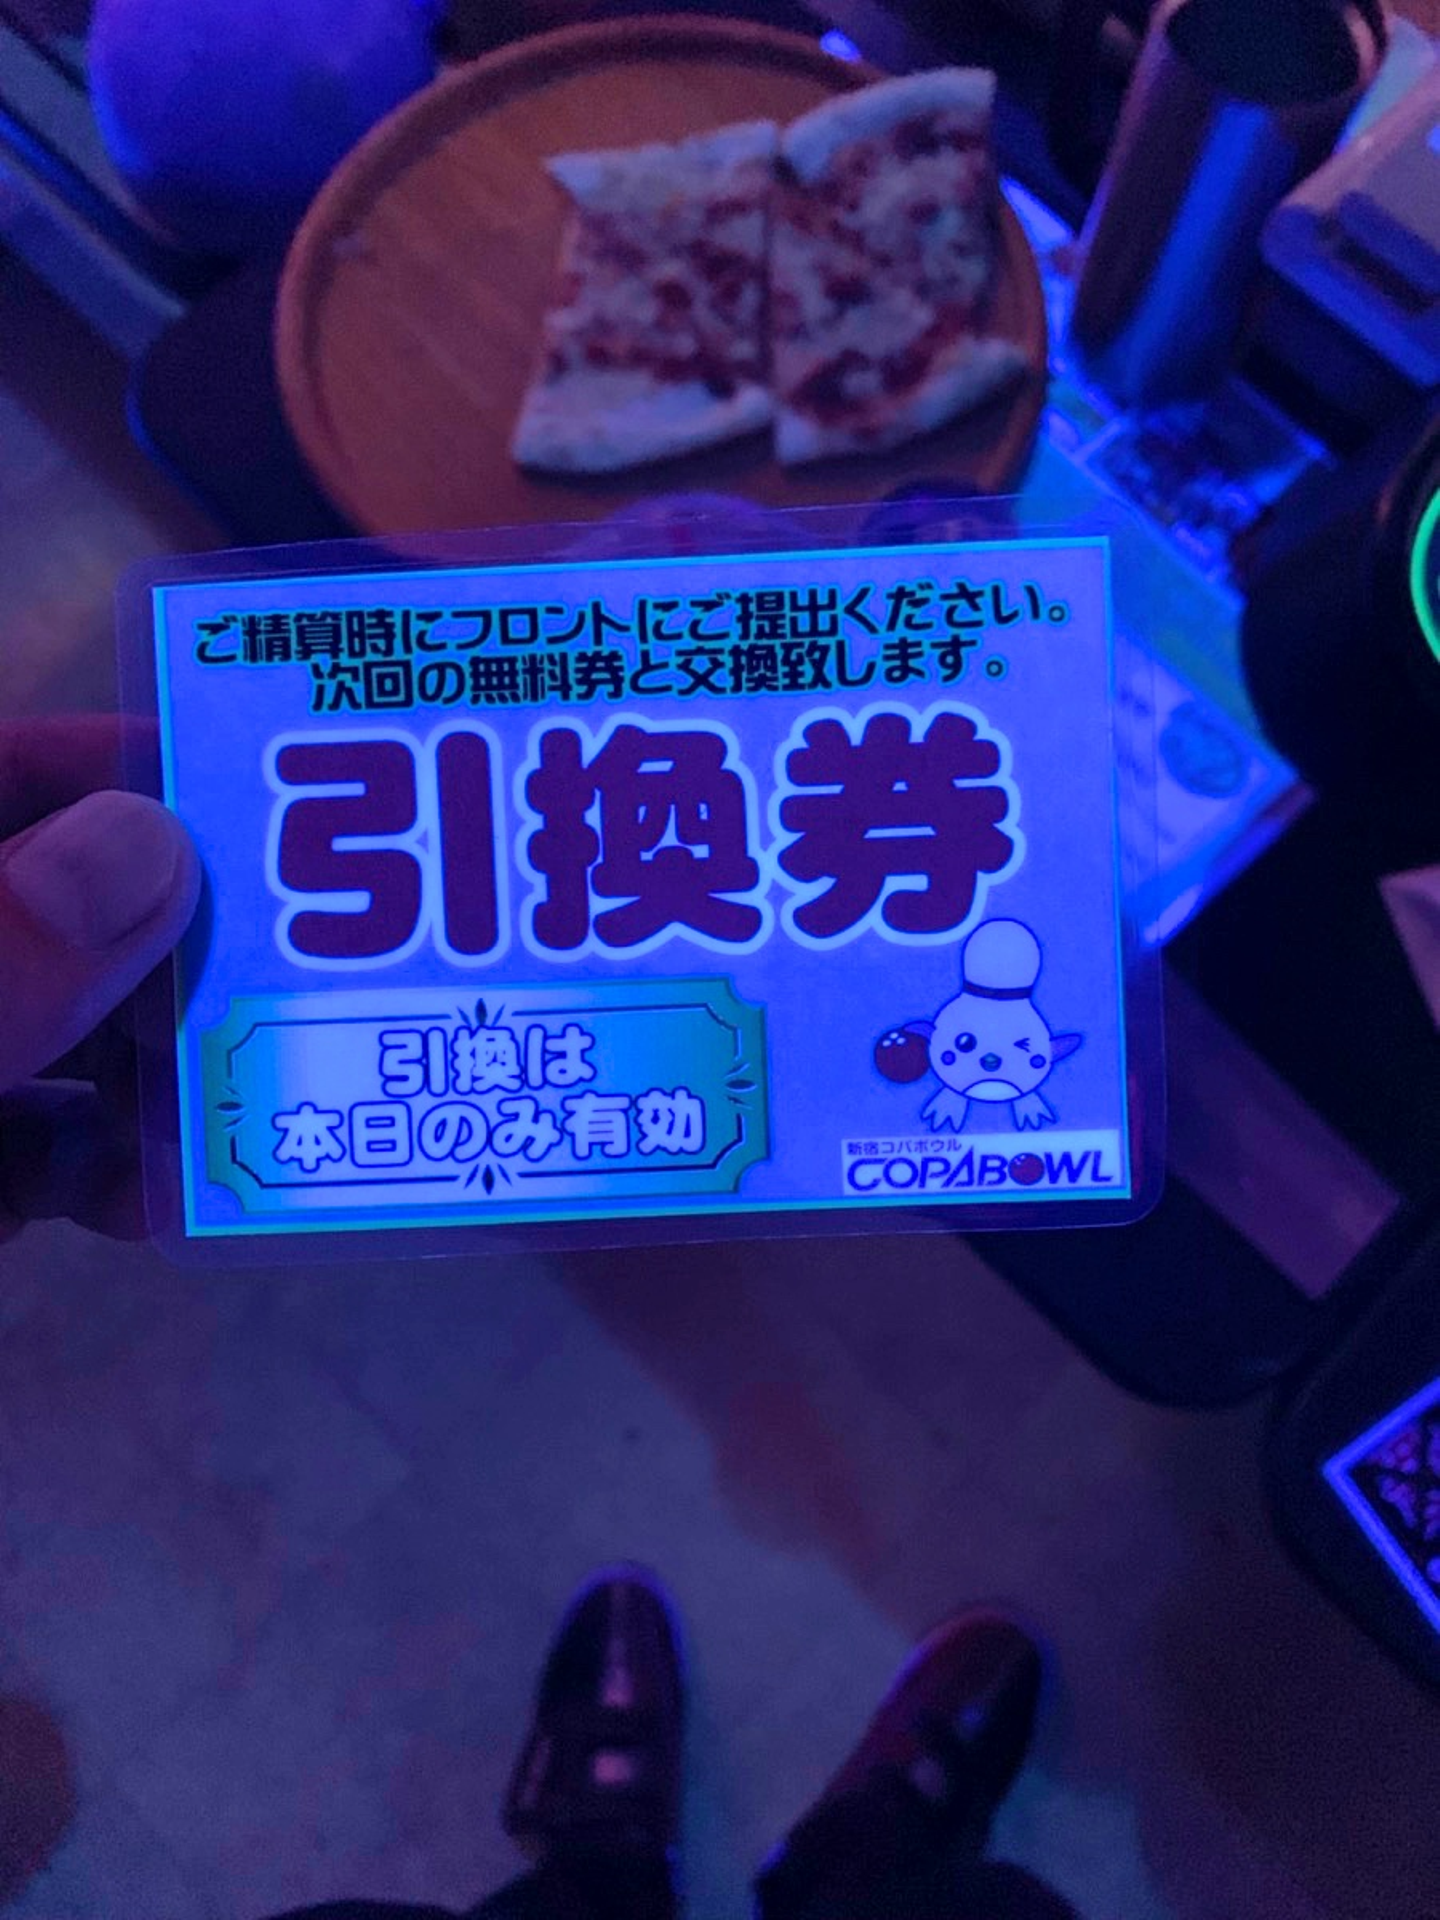 ご精算時にフロントにご提出ください。
次回の無料券と交換致します。
引換券
引換は
本日のみ有効
新宿コパボウル
COPABOWL